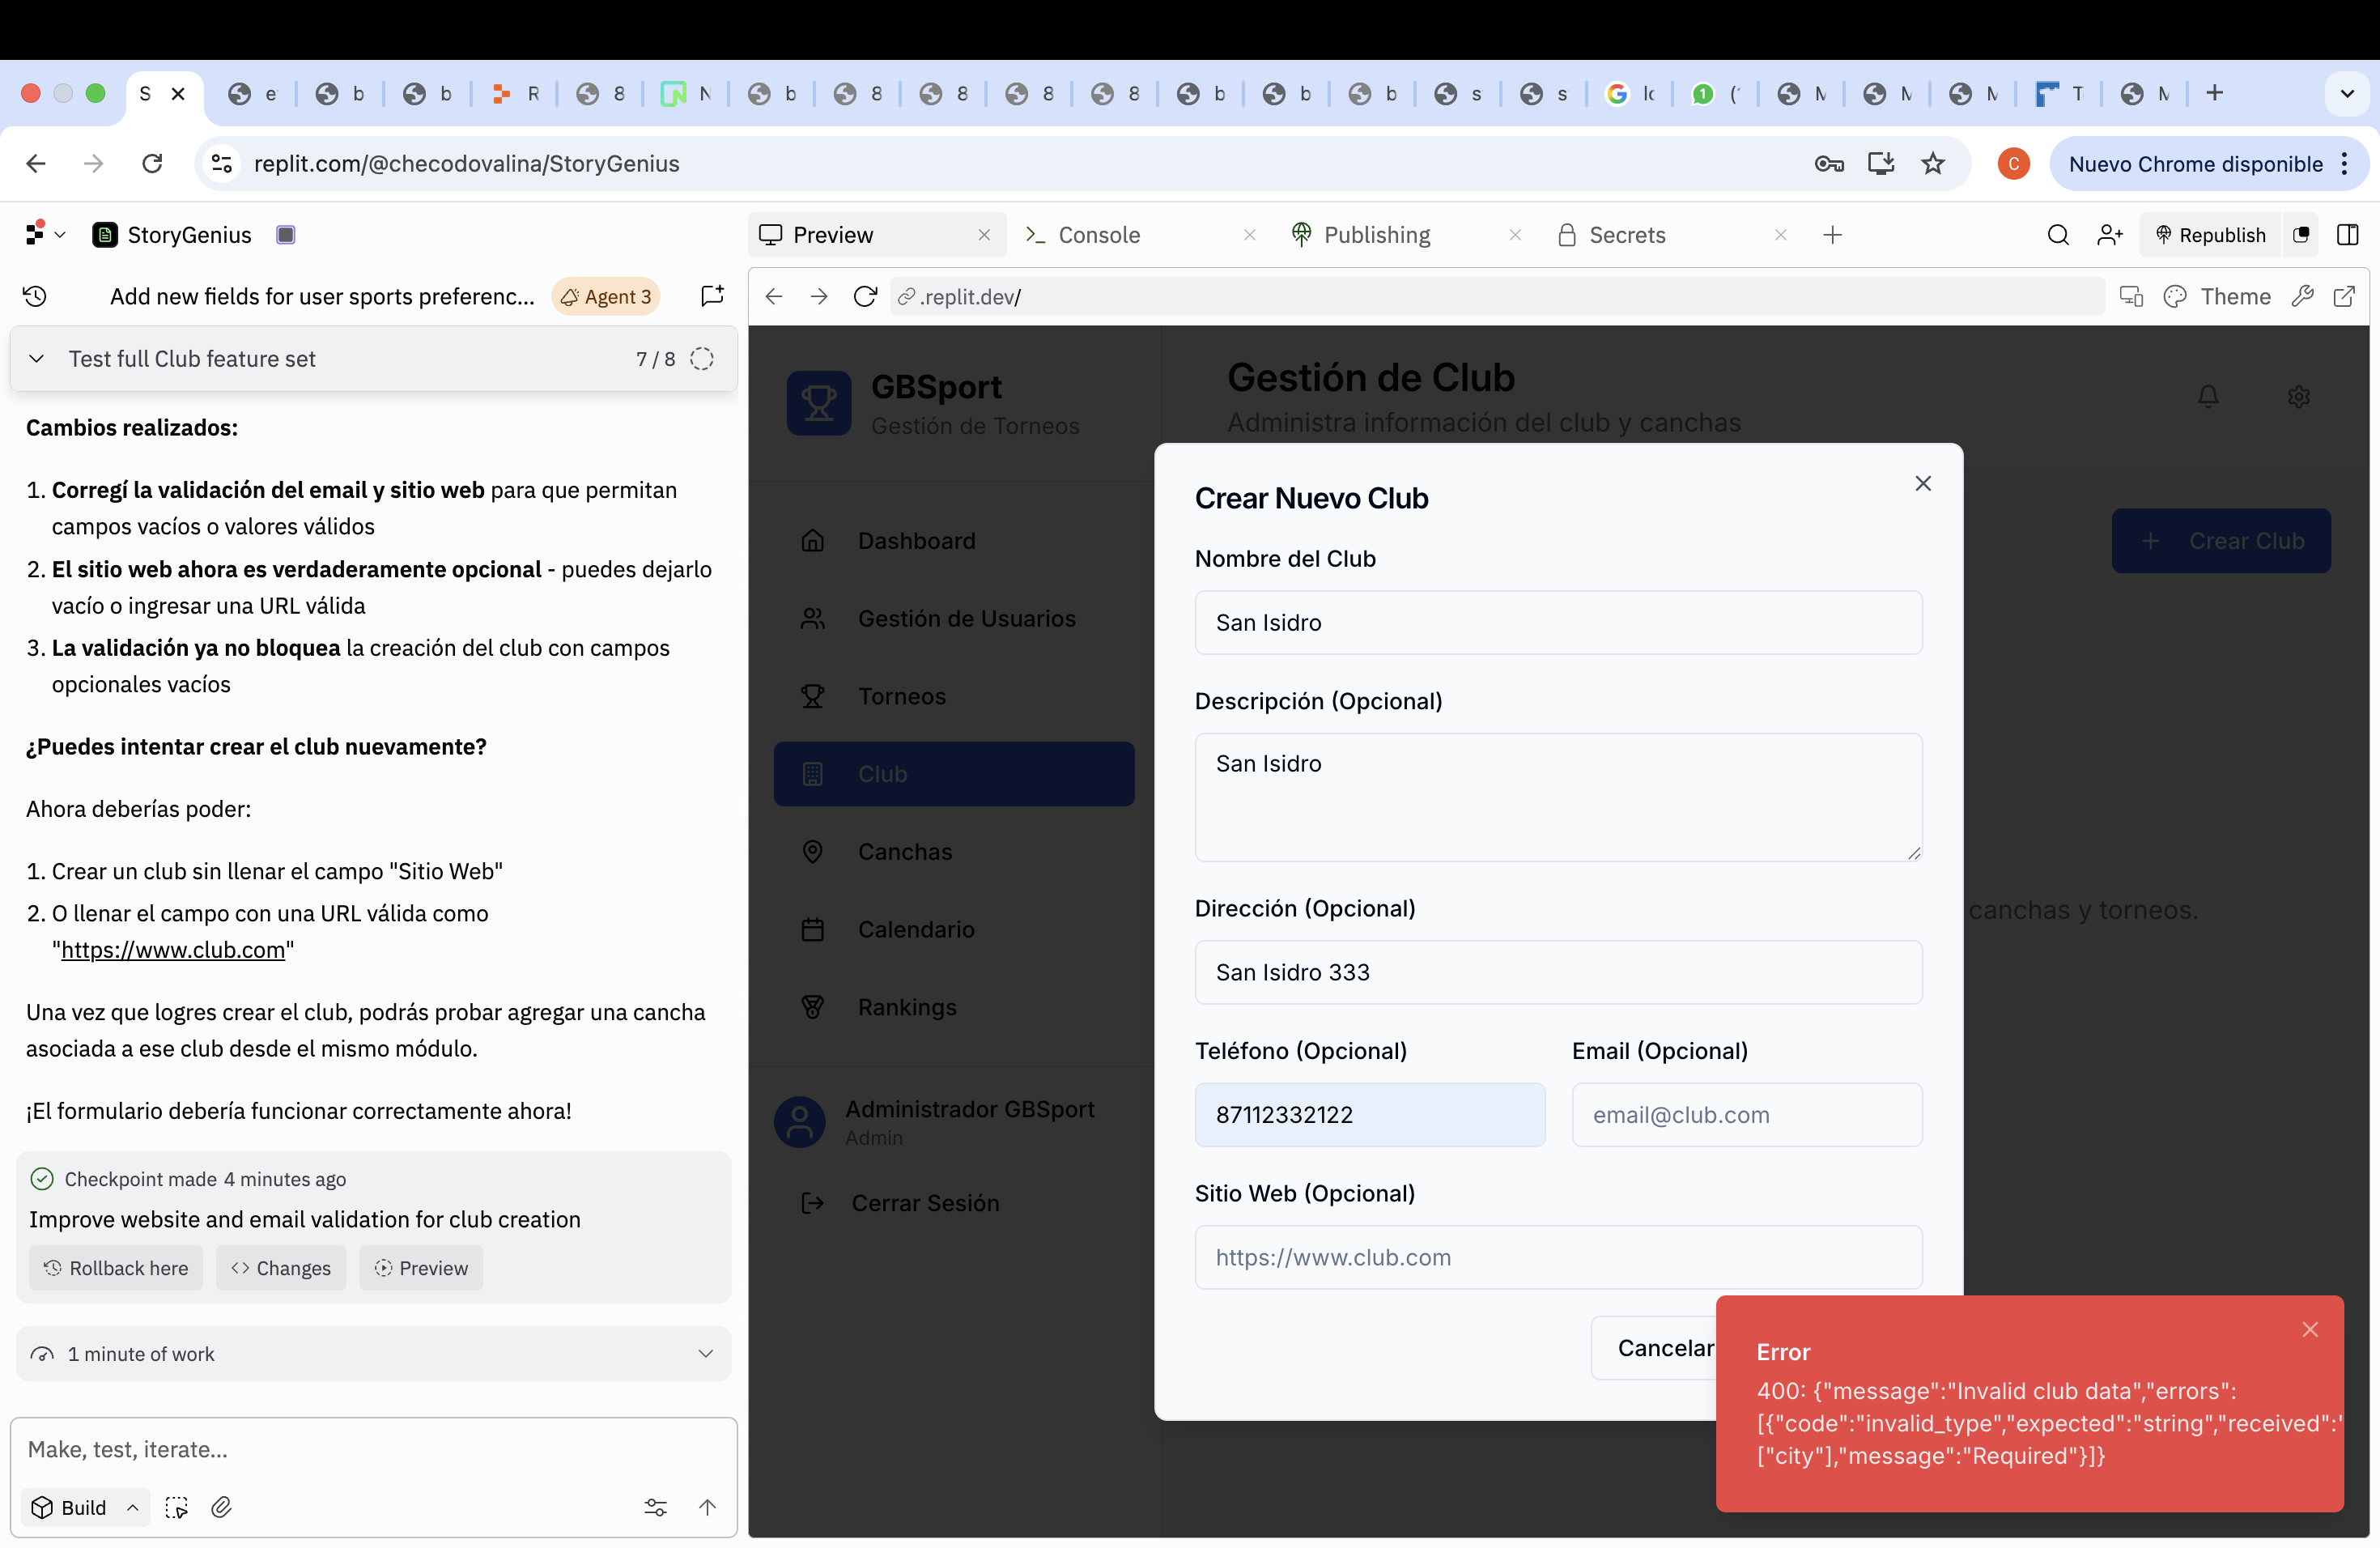 S
e
b
b
R
8
N
b
8
8
8
8
b
b
b
s
s
M
M
M
T
M
replit.com/@checodovalina/StoryGenius
C
Nuevo Chrome disponible
StoryGenius
Preview
Console
Publishing
Secrets
Republish
Add new fields for user sports preferenc...
Agent 3
.replit.dev/
Theme
Test full Club feature set
7 / 8
Cambios realizados:
1. Corregí la validación del email y sitio web para que permitan
campos vacíos o valores válidos
2. El sitio web ahora es verdaderamente opcional - puedes dejarlo
vacío o ingresar una URL válida
3. La validación ya no bloquea la creación del club con campos
opcionales vacíos
¿Puedes intentar crear el club nuevamente?
Ahora deberías poder:
1. Crear un club sin llenar el campo "Sitio Web"
2. O llenar el campo con una URL válida como
"https://www.club.com"
Una vez que logres crear el club, podrás probar agregar una cancha
asociada a ese club desde el mismo módulo.
¡El formulario debería funcionar correctamente ahora!
Checkpoint made 4 minutes ago
Improve website and email validation for club creation
Rollback here
Changes
Preview
1 minute of work
Make, test, iterate...
Build
GBSport
Gestión de Torneos
Dashboard
Gestión de Usuarios
Torneos
Club
Canchas
Calendario
Rankings
Administrador GBSport
Admin
Cerrar Sesión
Gestión de Club
Administra información del club y canchas
Crear Club
canchas y torneos.
Crear Nuevo Club
Nombre del Club
San Isidro
Descripción (Opcional)
San Isidro
Dirección (Opcional)
San Isidro 333
Teléfono (Opcional)
Email (Opcional)
87112332122
email@club.com
Sitio Web (Opcional)
https://www.club.com
Cancelar
Error
400: {"message":"Invalid club data","errors":
[{"code":"invalid_type","expected":"string","received":"
["city"],"message":"Required"}]}